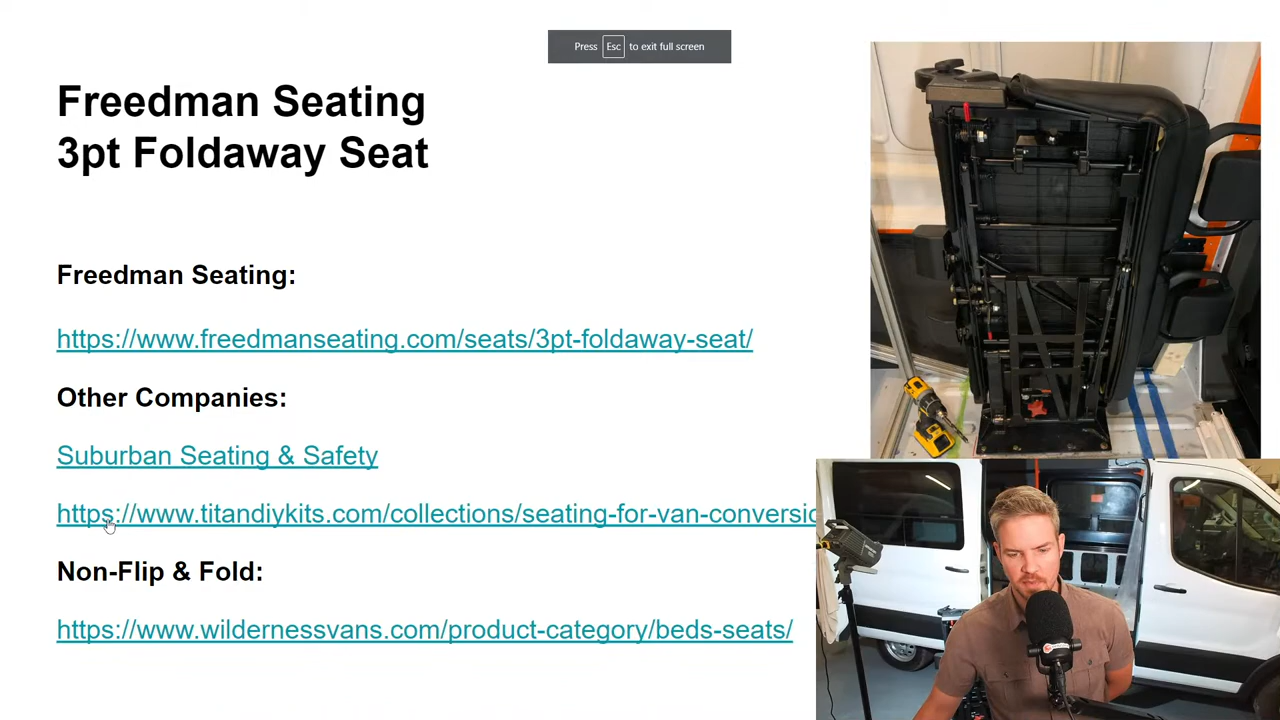 Press Esc to exit full screen
Freedman Seating
3pt Foldaway Seat
Freedman Seating:
https://www.freedmanseating.com/seats/3pt-foldaway-seat/
Other Companies:
Suburban Seating & Safety
https://www.titandiykits.com/collections/seating-for-van-conversio
Non-Flip & Fold:
https://www.wildernessvans.com/product-category/beds-seats/